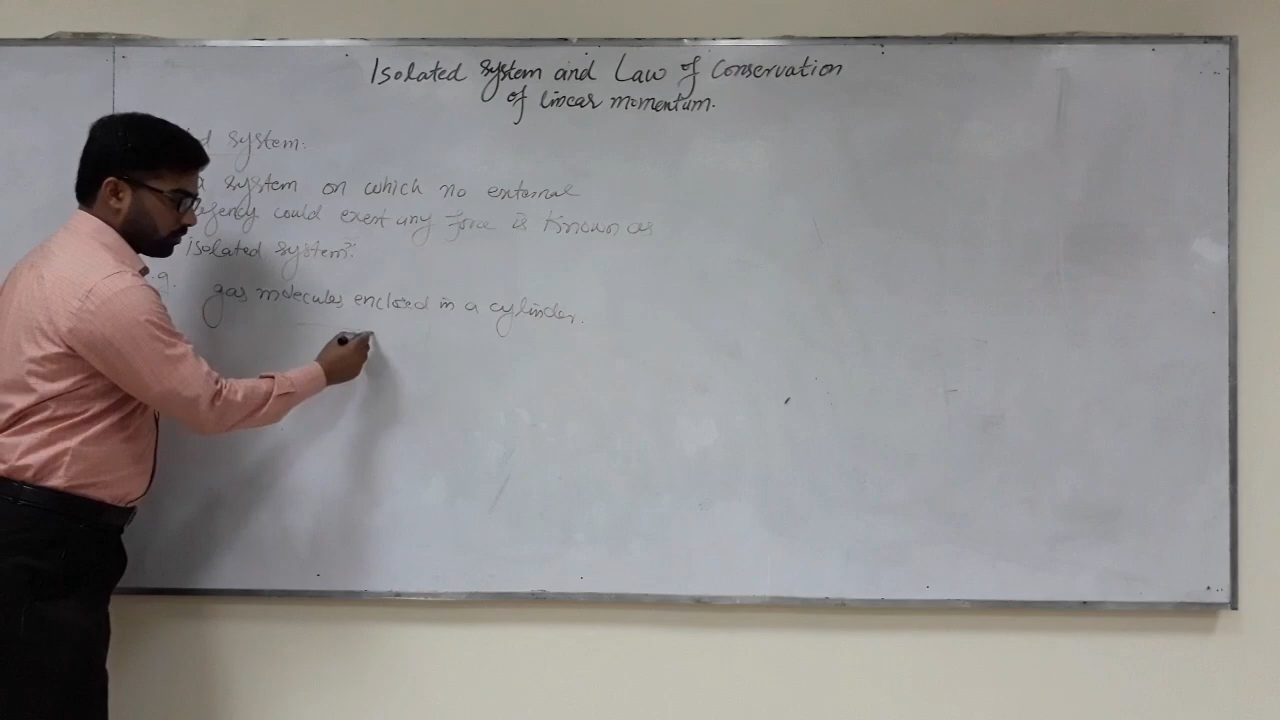 Isolated system and Law of Conservation
of linear momentum.
system:
a system on which no external
agency could exert any force is known as
isolated system":
.g.
gas molecules enclosed in a cylinder.